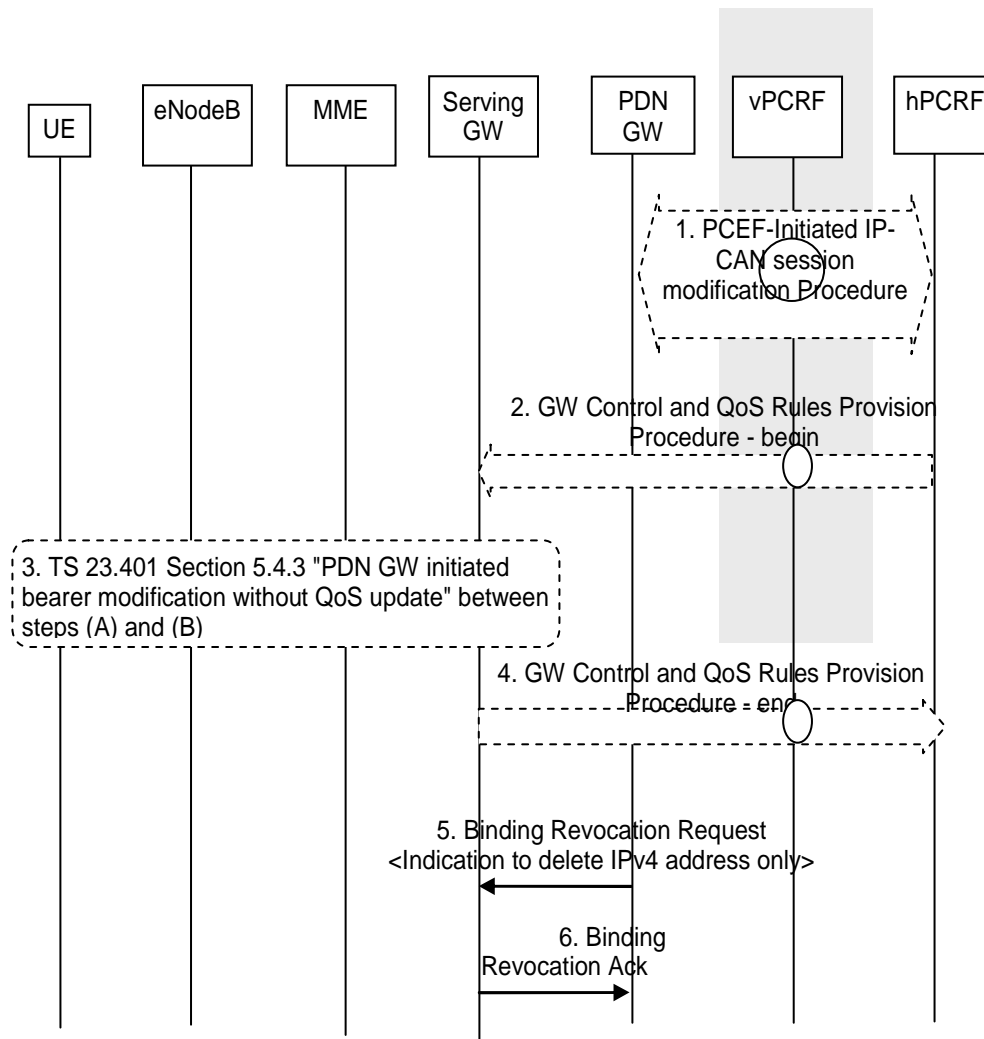 UE
eNodeB
MME
Serving
GW
PDN
GW
vPCRF
hPCRF
1. PCEF-Initiated IP-
CAN session
modification Procedure
2. GW Control and QoS Rules Provision
Procedure - begin
3. TS 23.401 Section 5.4.3 "PDN GW initiated
bearer modification without QoS update" between
steps (A) and (B)
4. GW Control and QoS Rules Provision
Procedure - end
5. Binding Revocation Request
<Indication to delete IPv4 address only>
6. Binding
Revocation Ack